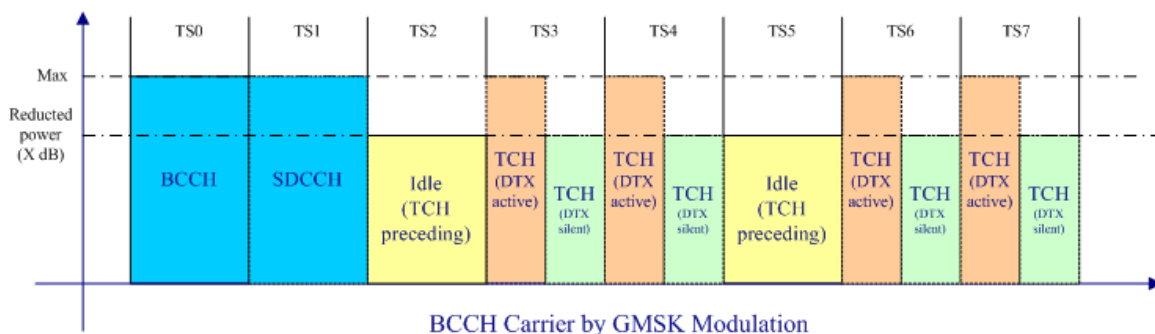 TS0 TS1 TS2 TS3 TS4 TS5 TS6 TS7
Max
Reducted
power
(X dB)
BCCH
SDCCH
Idle
(TCH
preceding)
TCH
(DTX
active)
TCH
(DTX
silent)
TCH
(DTX
active)
TCH
(DTX
silent)
Idle
(TCH
preceding)
TCH
(DTX
active)
TCH
(DTX
silent)
TCH
(DTX
active)
TCH
(DTX
silent)
BCCH Carrier by GMSK Modulation